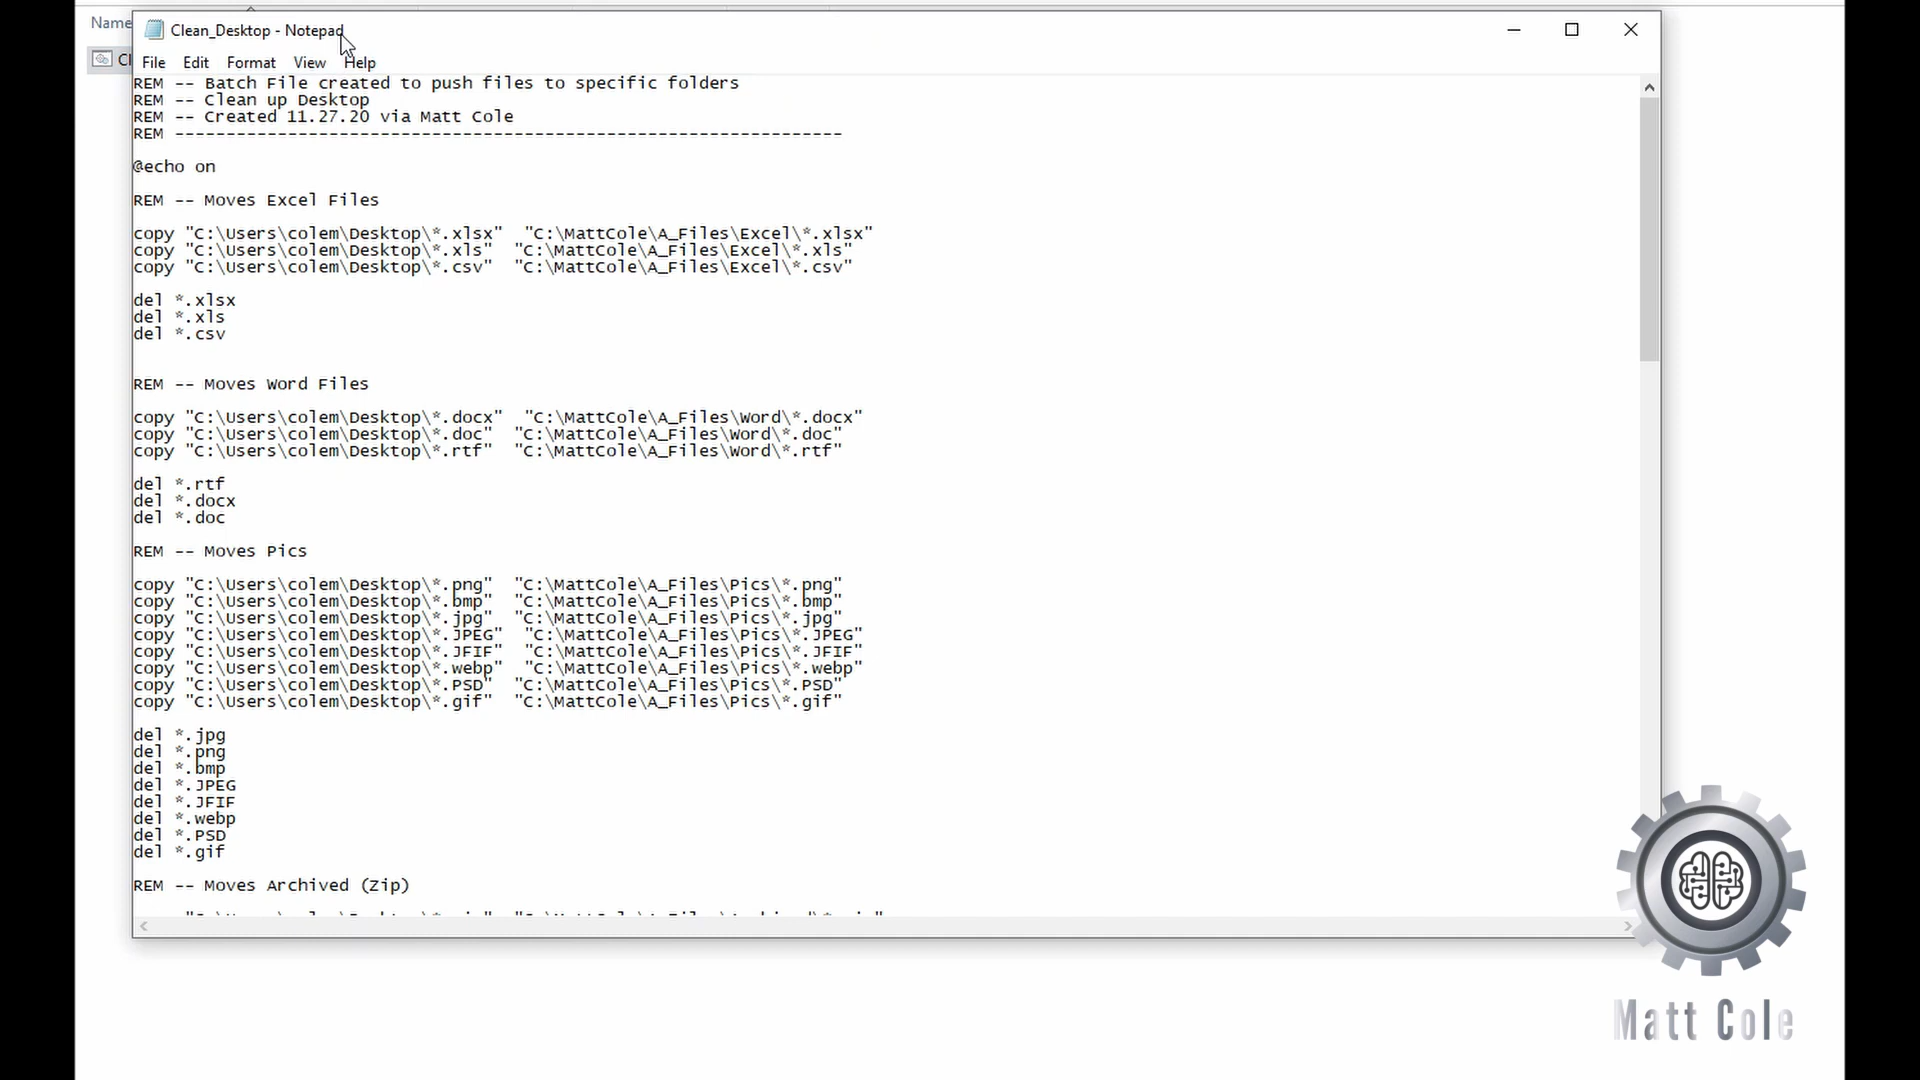 Name
Clean_Desktop - Notepad
Cl
File Edit Format View Help
REM -- Batch File created to push files to specific folders
REM -- Clean up Desktop
REM -- Created 11.27.20 via Matt Cole
REM -----------------------------------------------------------------
@echo on
REM -- Moves Excel Files
copy "C:\Users\colem\Desktop\*.xlsx"  "C:\MattCole\A_Files\Excel\*.xlsx"
copy "C:\Users\colem\Desktop\*.xls"  "C:\MattCole\A_Files\Excel\*.xls"
copy "C:\Users\colem\Desktop\*.csv"  "C:\MattCole\A_Files\Excel\*.csv"
del *.xlsx
del *.xls
del *.csv
REM -- Moves Word Files
copy "C:\Users\colem\Desktop\*.docx"  "C:\MattCole\A_Files\Word\*.docx"
copy "C:\Users\colem\Desktop\*.doc"  "C:\MattCole\A_Files\Word\*.doc"
copy "C:\Users\colem\Desktop\*.rtf"  "C:\MattCole\A_Files\Word\*.rtf"
del *.rtf
del *.docx
del *.doc
REM -- Moves Pics
copy "C:\Users\colem\Desktop\*.png"  "C:\MattCole\A_Files\Pics\*.png"
copy "C:\Users\colem\Desktop\*.bmp"  "C:\MattCole\A_Files\Pics\*.bmp"
copy "C:\Users\colem\Desktop\*.jpg"  "C:\MattCole\A_Files\Pics\*.jpg"
copy "C:\Users\colem\Desktop\*.JPEG"  "C:\MattCole\A_Files\Pics\*.JPEG"
copy "C:\Users\colem\Desktop\*.JFIF"  "C:\MattCole\A_Files\Pics\*.JFIF"
copy "C:\Users\colem\Desktop\*.webp"  "C:\MattCole\A_Files\Pics\*.webp"
copy "C:\Users\colem\Desktop\*.PSD"  "C:\MattCole\A_Files\Pics\*.PSD"
copy "C:\Users\colem\Desktop\*.gif"  "C:\MattCole\A_Files\Pics\*.gif"
del *.jpg
del *.png
del *.bmp
del *.JPEG
del *.JFIF
del *.webp
del *.PSD
del *.gif
REM -- Moves Archived (Zip)
Matt Cole